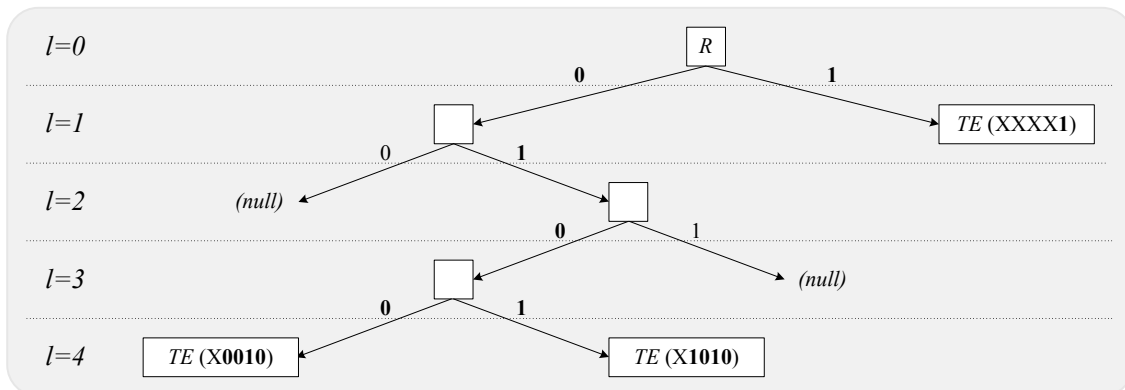 l=0
R
0
1
l=1
TE (XXXX1)
0
1
l=2
(null)
0
1
l=3
(null)
0
1
l=4
TE (X0010)
TE (X1010)